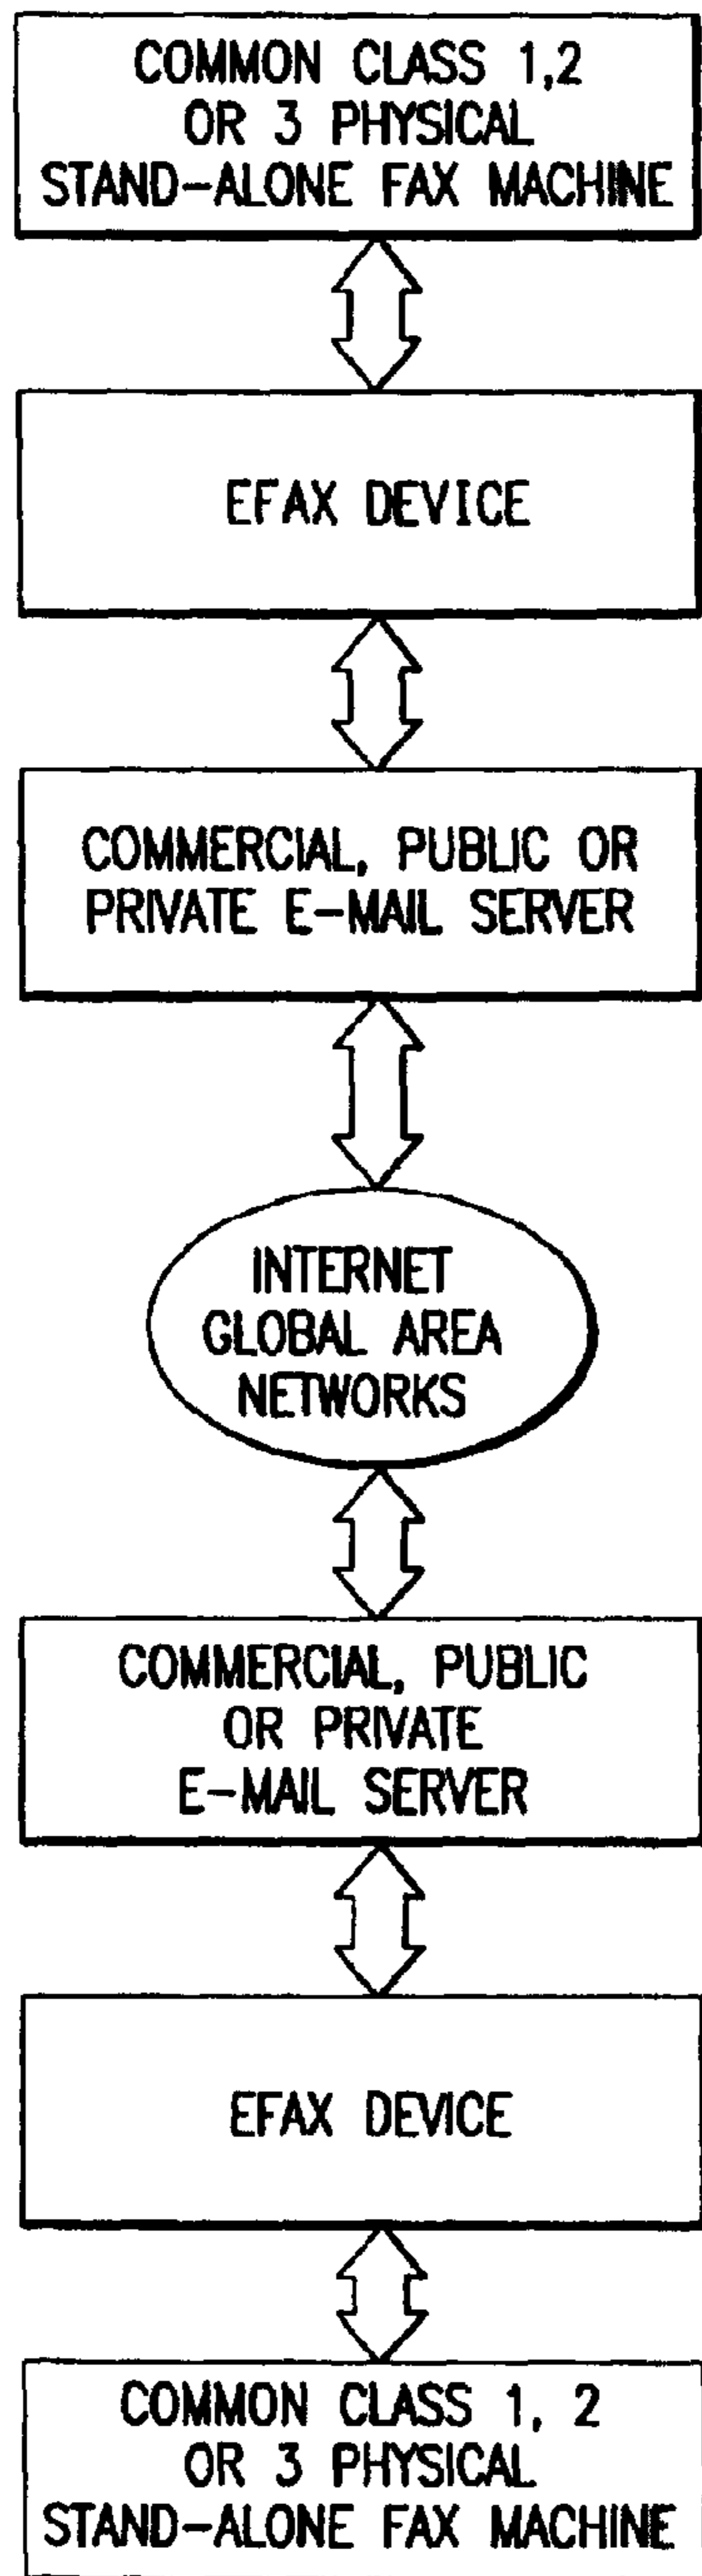 COMMON CLASS 1,2
OR 3 PHYSICAL
STAND-ALONE FAX MACHINE
EFAX DEVICE
COMMERCIAL, PUBLIC OR
PRIVATE E-MAIL SERVER
INTERNET
GLOBAL AREA
NETWORKS
COMMERCIAL, PUBLIC
OR PRIVATE
E-MAIL SERVER
EFAX DEVICE
COMMON CLASS 1, 2
OR 3 PHYSICAL
STAND-ALONE FAX MACHINE